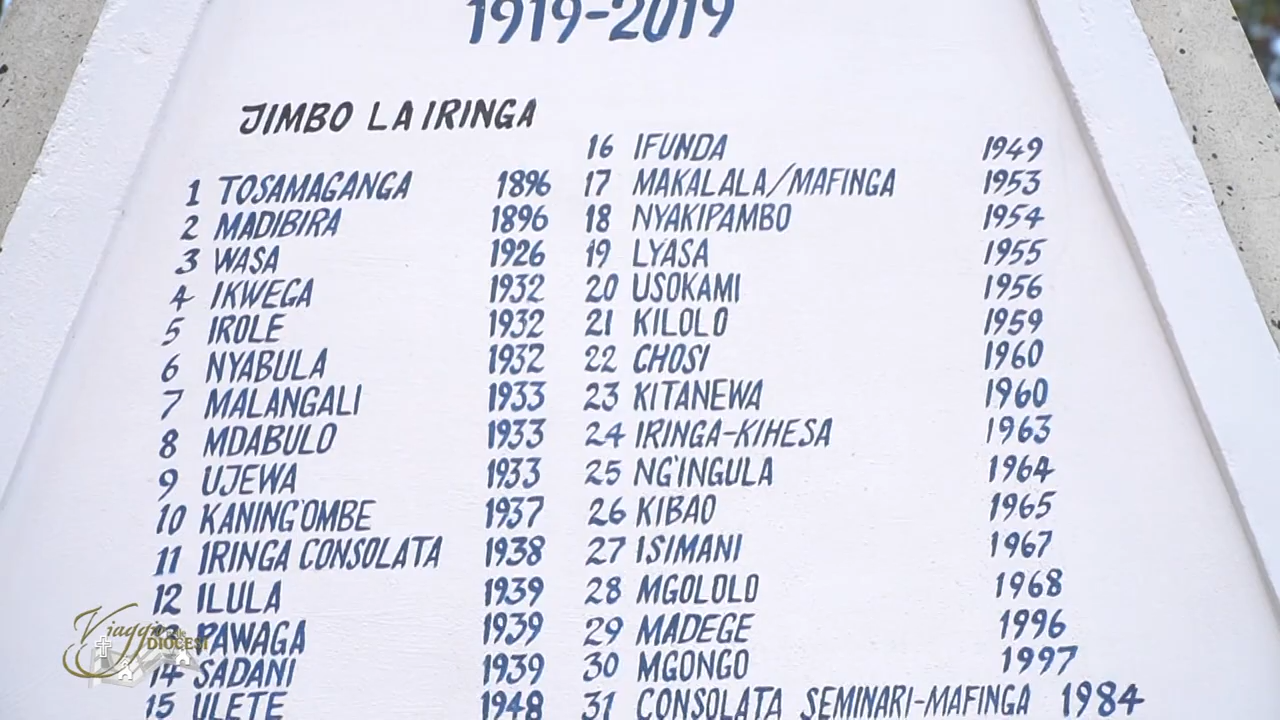 1919-2019
JIMBO LA IRINGA
1 TOSAMAGANGA 1896
2 MADIBIRA 1896
3 WASA 1926
4 IKWEGA 1932
5 IROLE 1932
6 NYABULA 1932
7 MALANGALI 1933
8 MDABULO 1933
9 UJEWA 1933
10 KANING'OMBE 1937
11 IRINGA CONSOLATA 1938
12 ILULA 1939
PAWAGA 1939
14 SADANI 1939
15 ULETE 1948
16 IFUNDA 1949
17 MAKALALA/MAFINGA 1953
18 NYAKIPAMBO 1954
19 LYASA 1955
20 USOKAMI 1956
21 KILOLO 1959
22 CHOSI 1960
23 KITANEWA 1960
24 IRINGA-KIHESA 1963
25 NG'INGULA 1964
26 KIBAO 1965
27 ISIMANI 1967
28 MGOLOLO 1968
29 MADEGE 1996
30 MGONGO 1997
31 CONSOLATA SEMINARI-MAFINGA 1984
Viaggio
DIOCESI